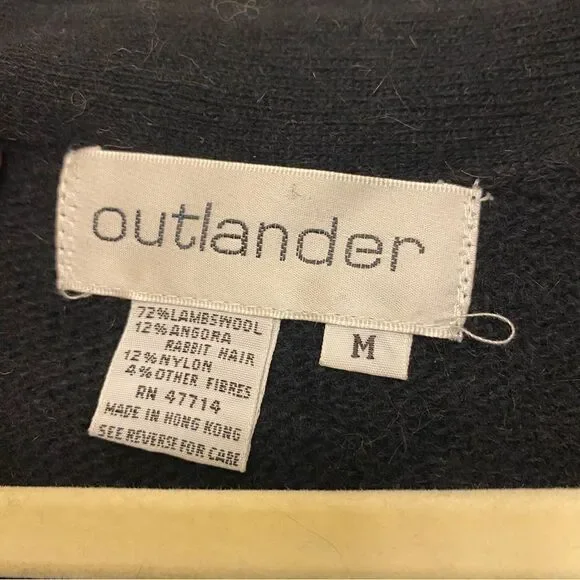 outlander
72%LAMBSWOOL
12%ANGORA
RABBIT HAIR
12%NYLON
4%OTHER FIBRES
RN 47714
MADE IN HONG KONG
SEE REVERSE FOR CARE
M